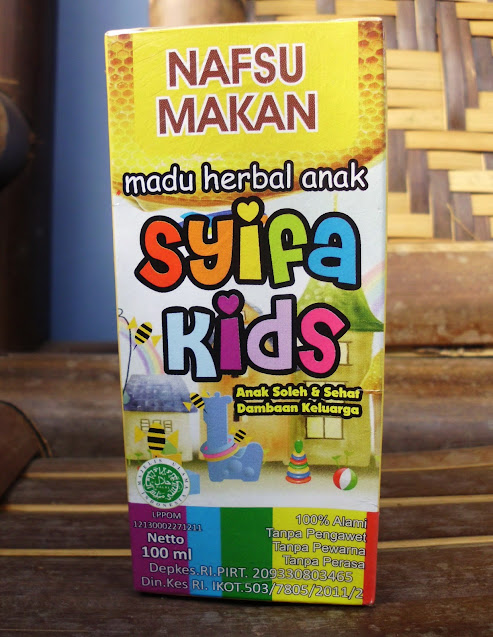 NAFSU
MAKAN
madu herbal anak
Syifa
Kids
Anak Soleh & Sehat
Dambaan Keluarga
LPPOM
12130002271211
Netto
100 ml
100% Alami
Tanpa Pengawet
Tanpa Pewarna
Tanpa Perasa
Depkes.RI.PIRT. 209330803465
Din.Kes RI. IKOT.503/7805/2011/2